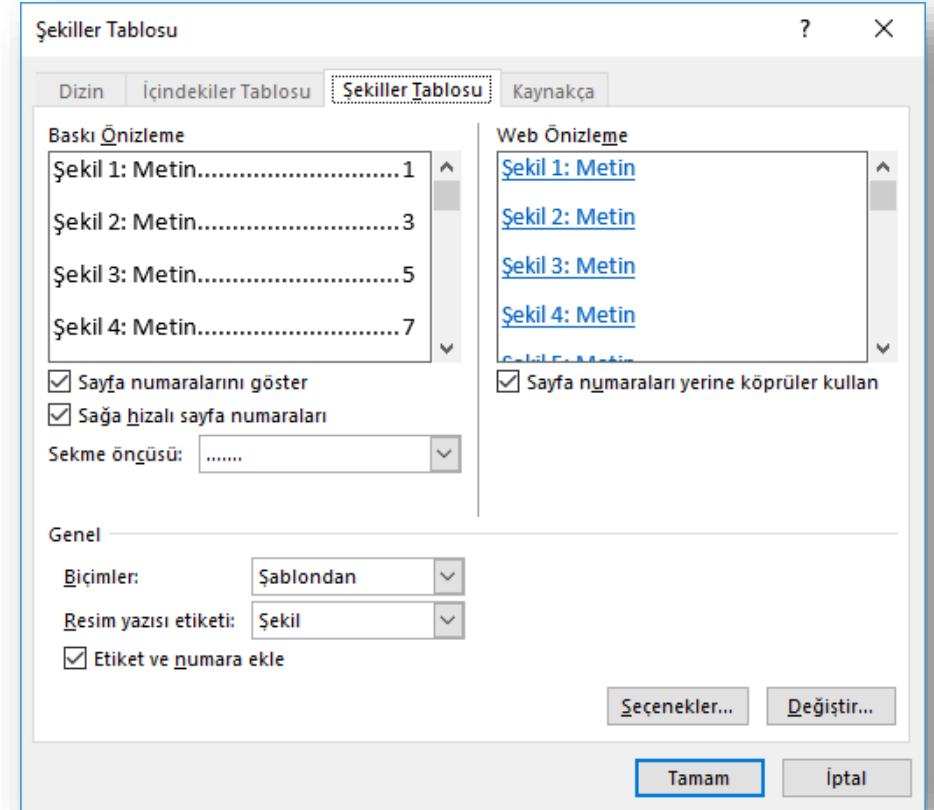 Şekiller Tablosu
?
Dizin
İçindekiler Tablosu
Şekiller Tablosu
Kaynakça
Baskı Önizleme
Şekil 1: Metin.............................1
Şekil 2: Metin.............................3
Şekil 3: Metin.............................5
Şekil 4: Metin.............................7
Sayfa numaralarını göster
Sağa hizalı sayfa numaraları
Sekme öncüsü: .......
Web Önizleme
Şekil 1: Metin
Şekil 2: Metin
Şekil 3: Metin
Şekil 4: Metin
Şekil 5: Metin
Sayfa numaraları yerine köprüler kullan
Genel
Biçimler: Şablondan
Resim yazısı etiketi: Şekil
Etiket ve numara ekle
Seçenekler... Değiştir...
Tamam İptal